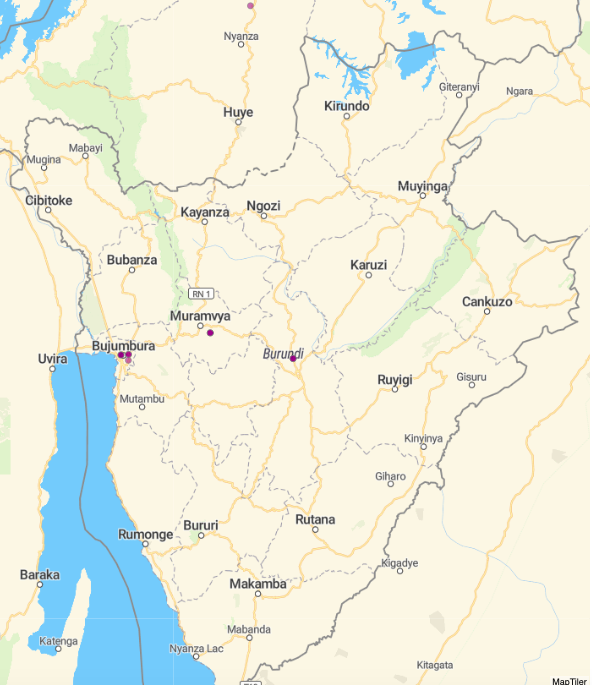 Nyanza
Giteranyi
Ngara
Kirundo
Huye
Mabayi
Mugina
Muyinga
Cibitoke
Ngozi
Kayanza
Bubanza
Karuzi
RN 1
Cankuzo
Muramvya
Bujumbura
Burundi
Uvira
Ruyigi
Gisuru
Mutambu
Kinyinya
Giharo
Rutana
Bururi
Rumonge
Kigadye
Baraka
Makamba
Mabanda
Katenga
Nyanza Lac
Kitagata
MapTiler